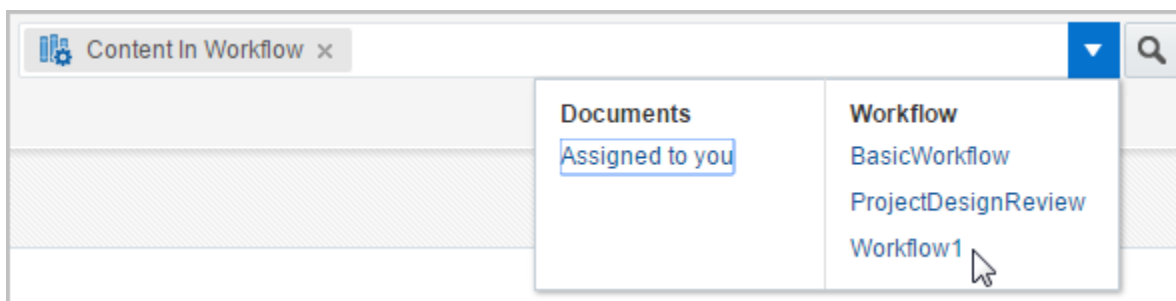 Content In Workflow ×
Documents
Assigned to you
Workflow
BasicWorkflow
ProjectDesignReview
Workflow1